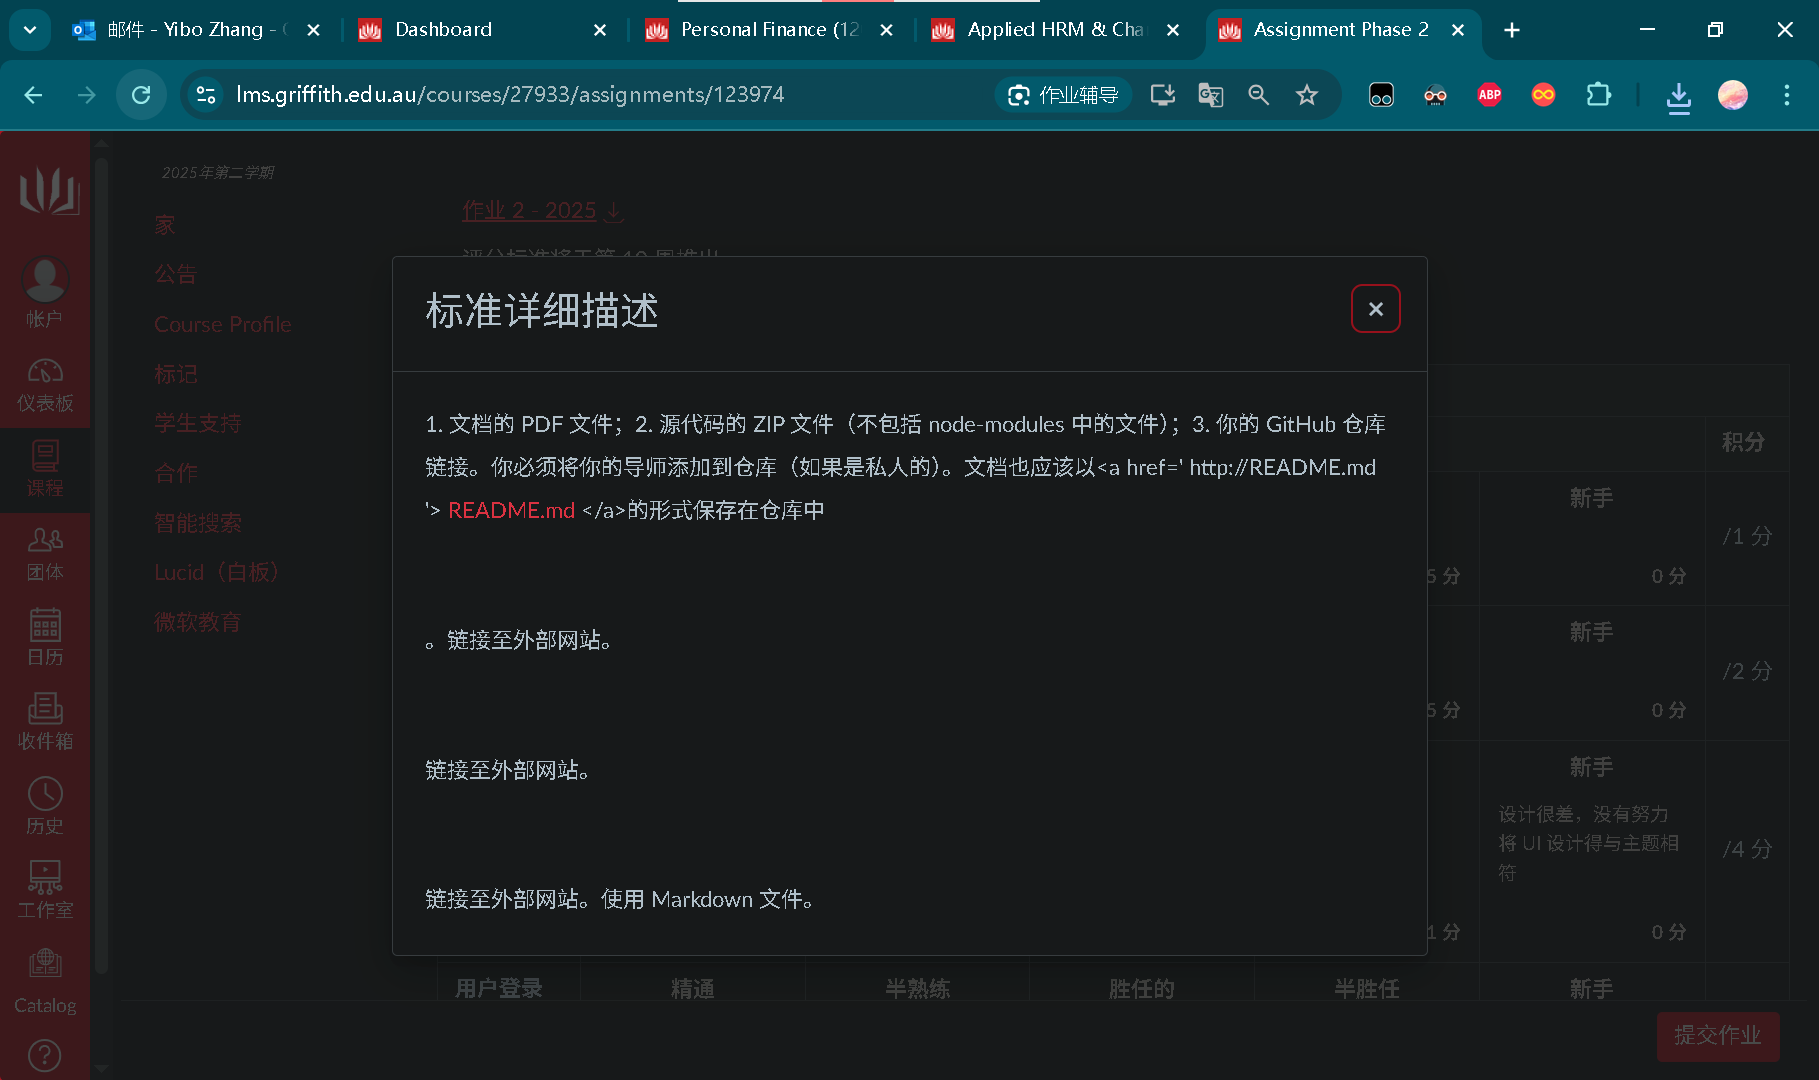 邮件 - Yibo Zhang -
Dashboard
Personal Finance (12
Applied HRM & Cha
Assignment Phase 2
lms.griffith.edu.au/courses/27933/assignments/123974
作业辅导
ABP
2025年第二学期
家
公告
Course Profile
标记
学生支持
合作
智能搜索
Lucid（白板）
微软教育
帐户
仪表板
课程
团体
日历
收件箱
历史
工作室
Catalog
作业 2 - 2025
评分标准将于第 10 周推出
标准详细描述
1. 文档的 PDF 文件；2. 源代码的 ZIP 文件（不包括 node-modules 中的文件）；3. 你的 GitHub 仓库
链接。你必须将你的导师添加到仓库（如果是私人的）。文档也应该以<a href=' http://README.md
'> README.md </a>的形式保存在仓库中
。链接至外部网站。
链接至外部网站。
链接至外部网站。使用 Markdown 文件。
积分
新手
/1 分
5 分
0 分
新手
/2 分
5 分
0 分
新手
设计很差，没有努力
将 UI 设计得与主题相
符
/4 分
1 分
0 分
用户登录
精通
半熟练
胜任的
半胜任
新手
提交作业